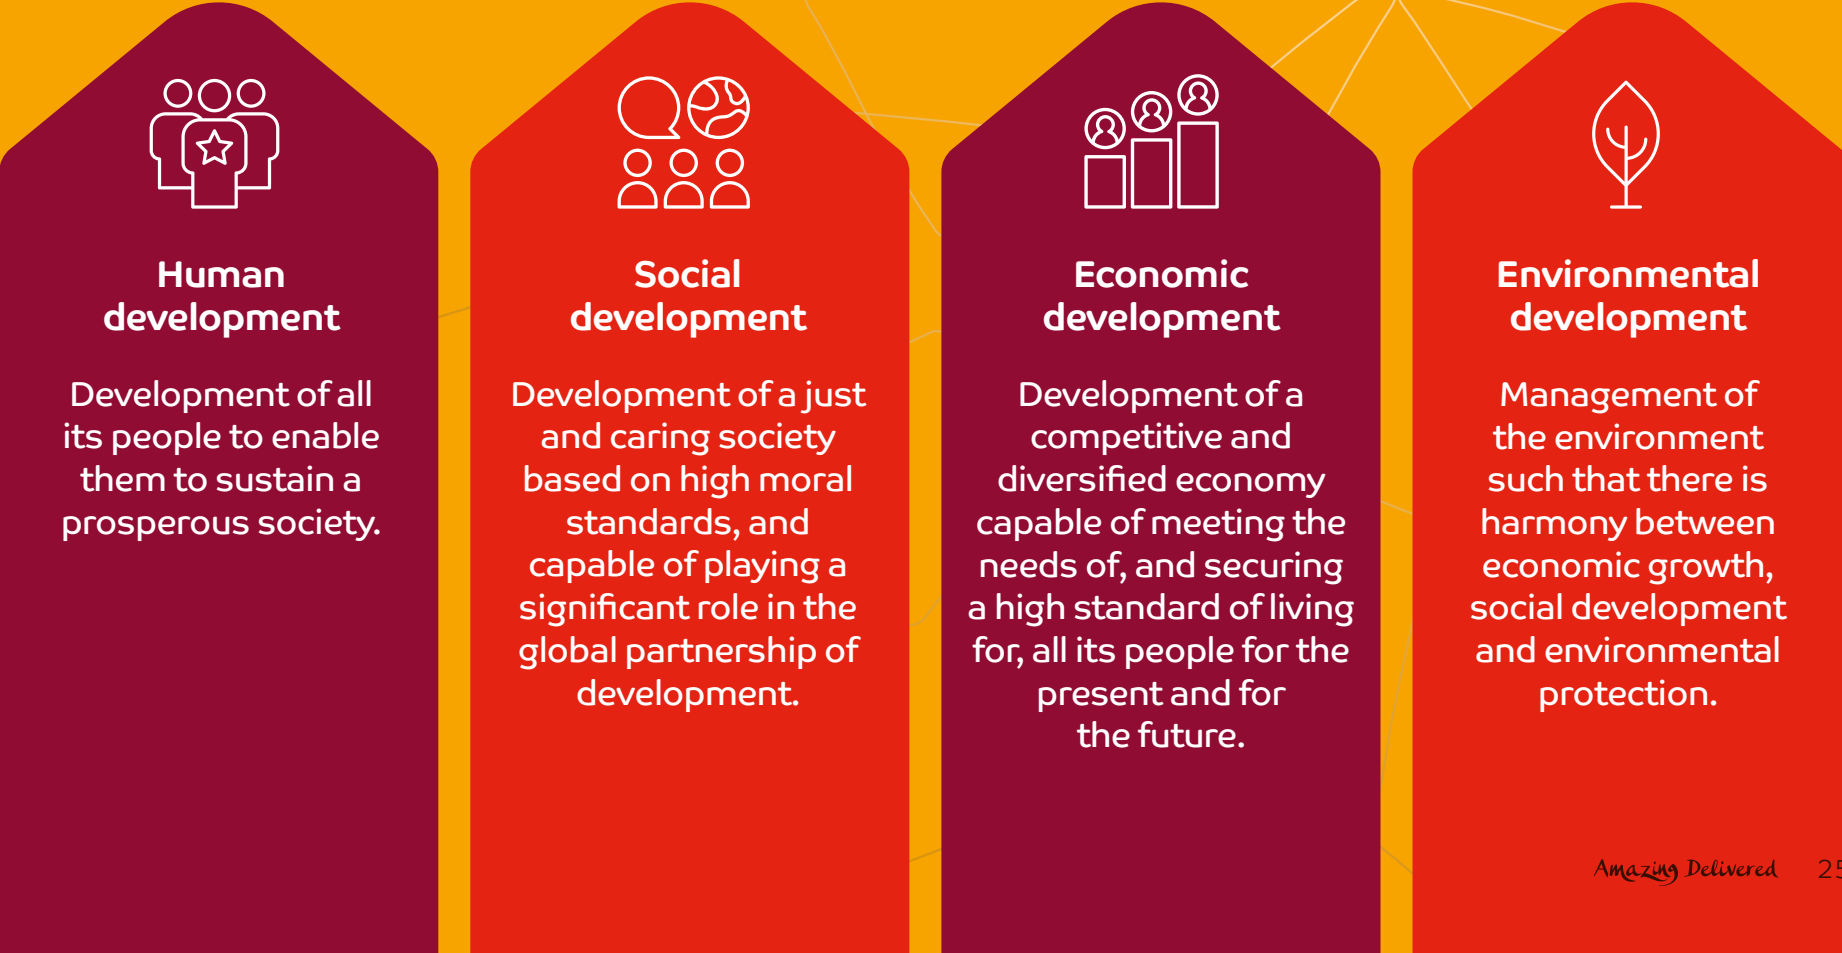 Human
development
Development of all
its people to enable
them to sustain a
prosperous society.
Social
development
Development of a just
and caring society
based on high moral
standards, and
capable of playing a
significant role in the
global partnership of
development.
Economic
development
Development of a
competitive and
diversified economy
capable of meeting the
needs of, and securing
a high standard of living
for, all its people for the
present and for
the future.
Environmental
development
Management of
the environment
such that there is
harmony between
economic growth,
social development
and environmental
protection.
Amazing Delivered 25